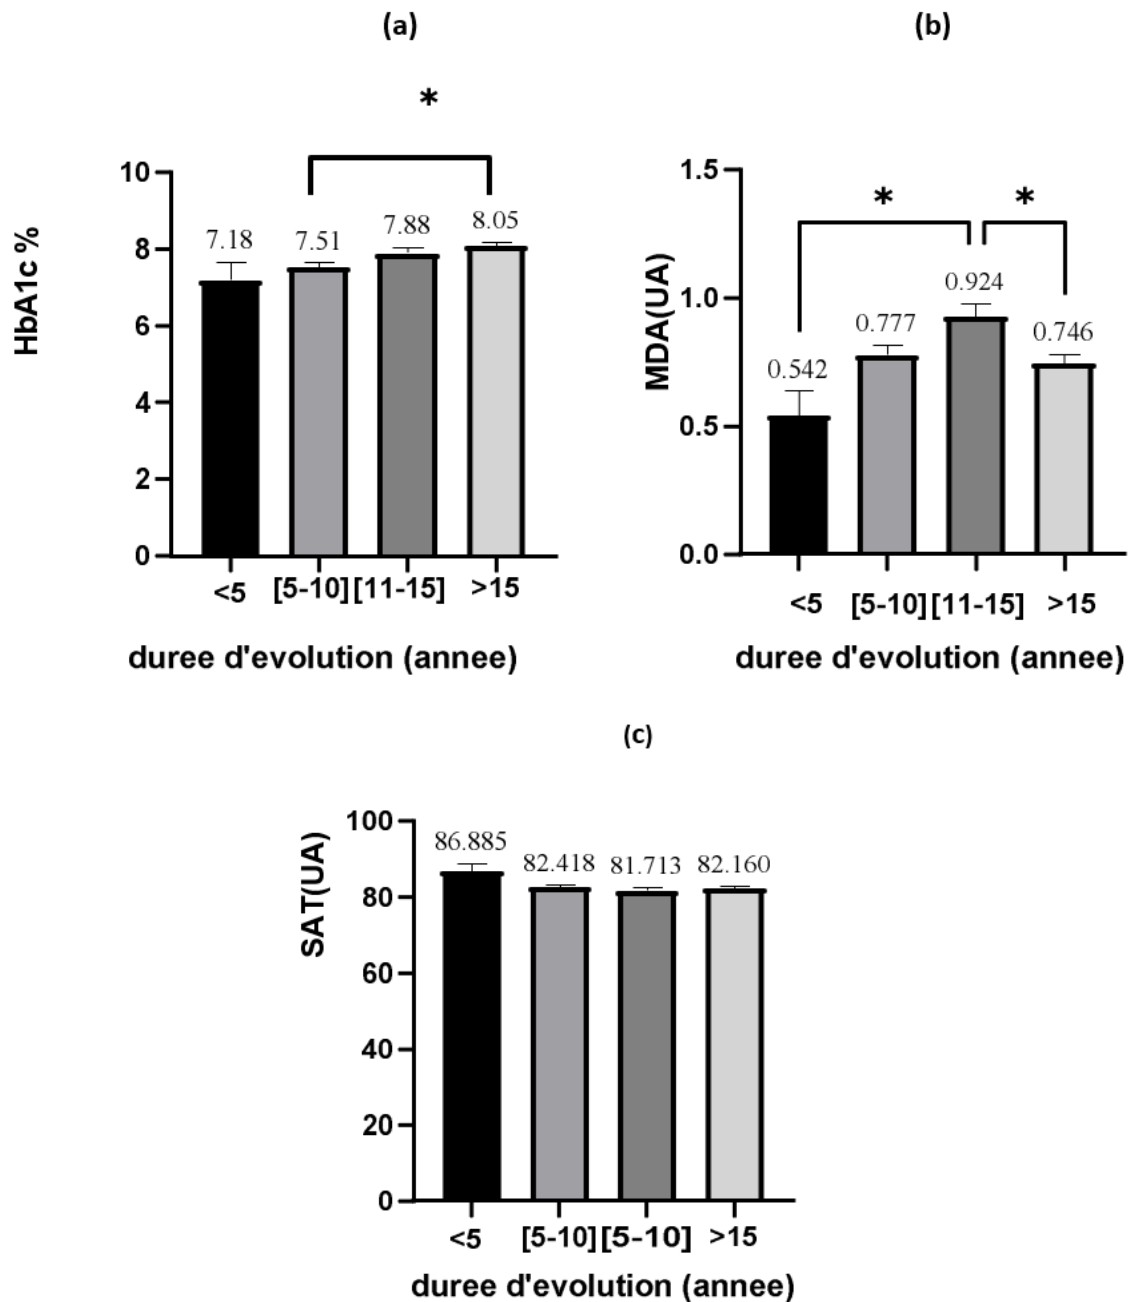 (a)
*
HbA1c %
10
8
6
4
2
0
7.18
7.51
7.88
8.05
<5 [5-10] [11-15] >15
duree d'evolution (annee)
(b)
* *
MDA(UA)
1.5
1.0
0.5
0.0
0.542
0.777
0.924
0.746
<5 [5-10] [11-15] >15
duree d'evolution (annee)
(c)
SAT(UA)
100
80
60
40
20
0
86.885
82.418
81.713
82.160
<5 [5-10] [5-10] >15
duree d'evolution (annee)